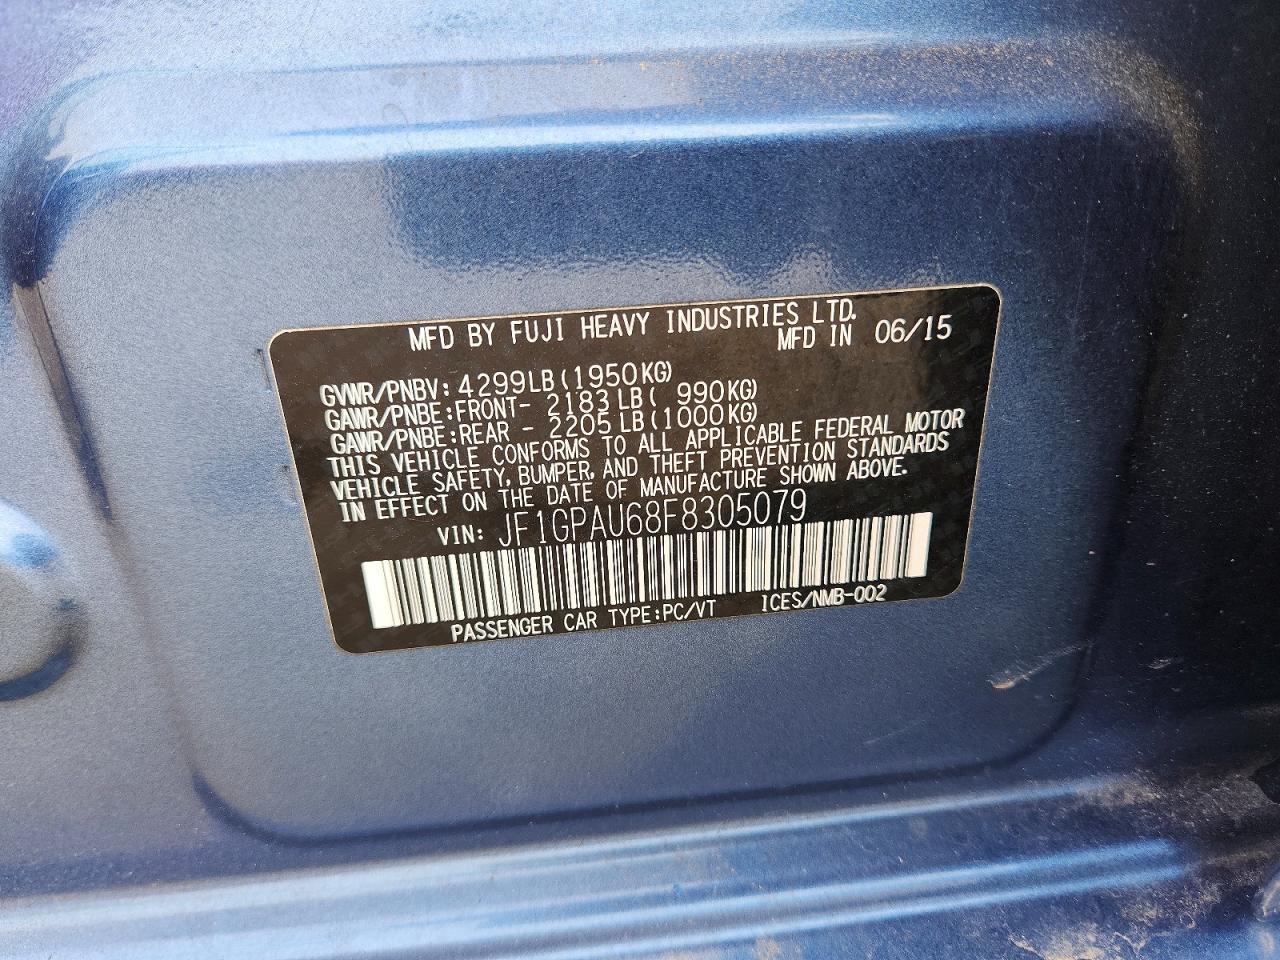 MFD BY FUJI HEAVY INDUSTRIES LTD.
MFD IN 06/15
GVWR/PNBV: 4299LB(1950KG)
GAWR/PNBE:FRONT- 2183LB( 990KG)
GAWR/PNBE:REAR - 2205LB(1000KG)
THIS VEHICLE CONFORMS TO ALL APPLICABLE FEDERAL MOTOR
VEHICLE SAFETY, BUMPER, AND THEFT PREVENTION STANDARDS
IN EFFECT ON THE DATE OF MANUFACTURE SHOWN ABOVE.
VIN: JF1GPAU68F8305079
PASSENGER CAR TYPE:PC/VT ICES/NMB-002